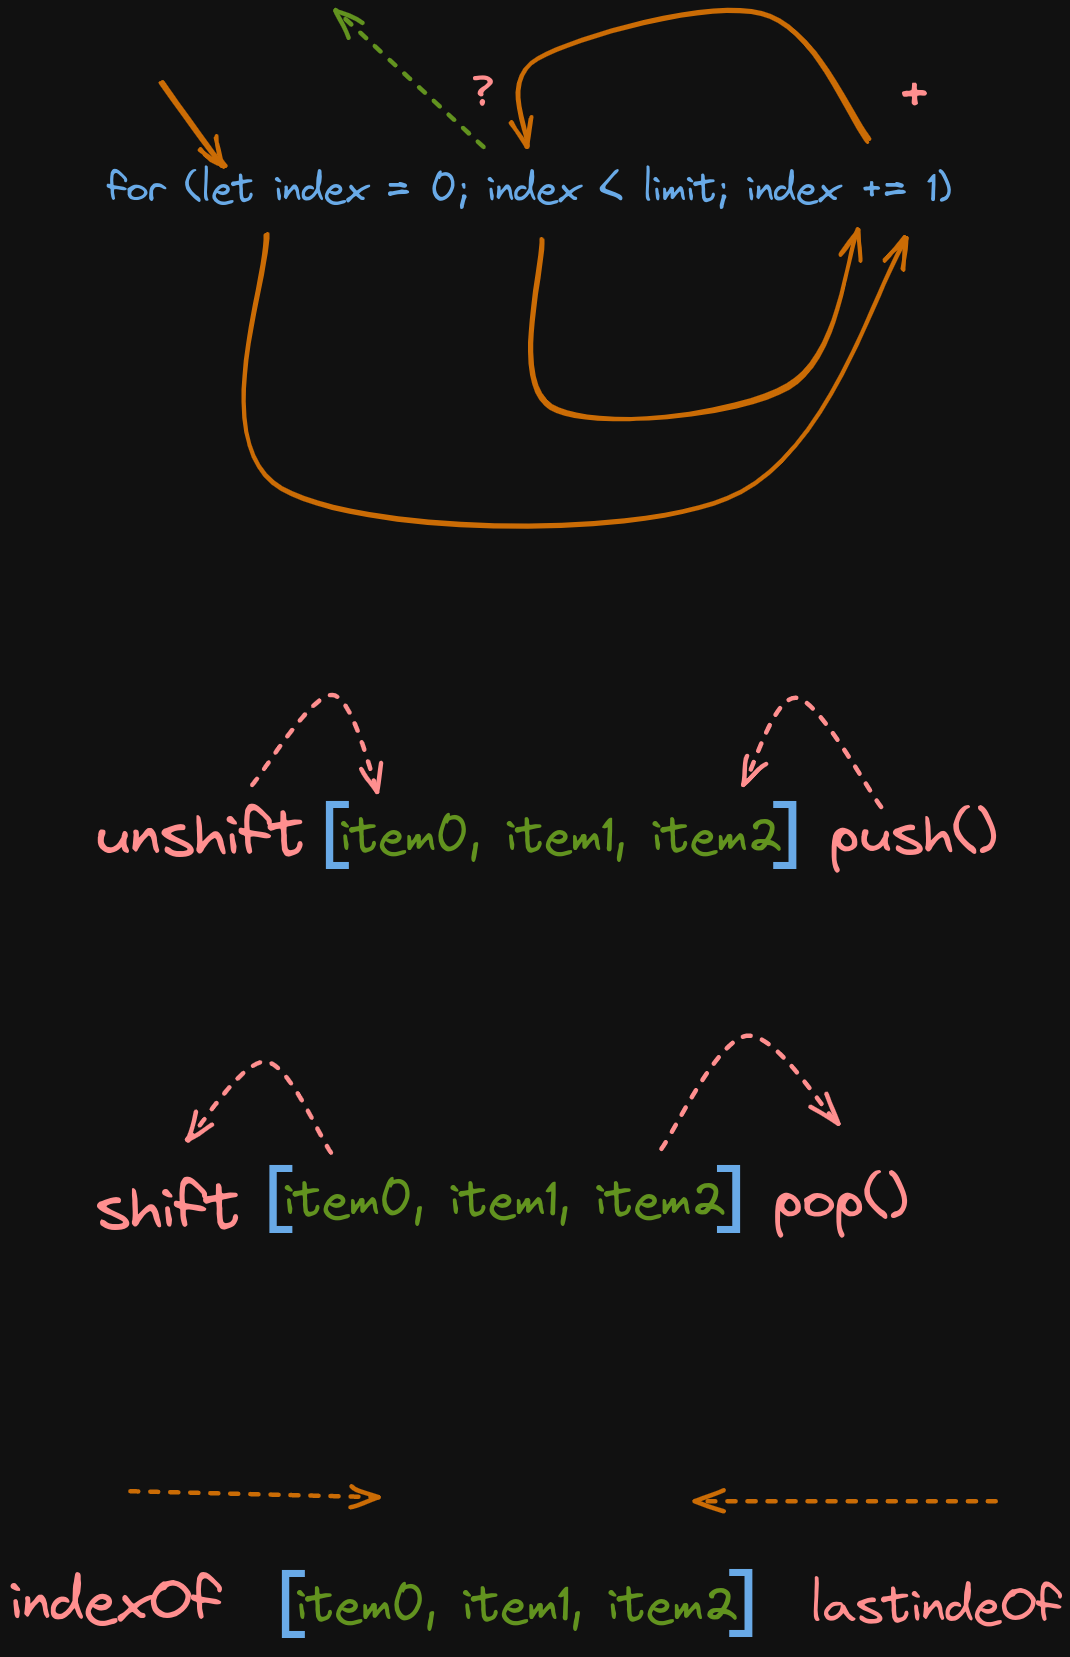 ? +
for (let index = 0; index < limit; index += 1)
unshift [item0, item1, item2] push()
shift [item0, item1, item2] pop()
indexOf [item0, item1, item2] lastindeOf